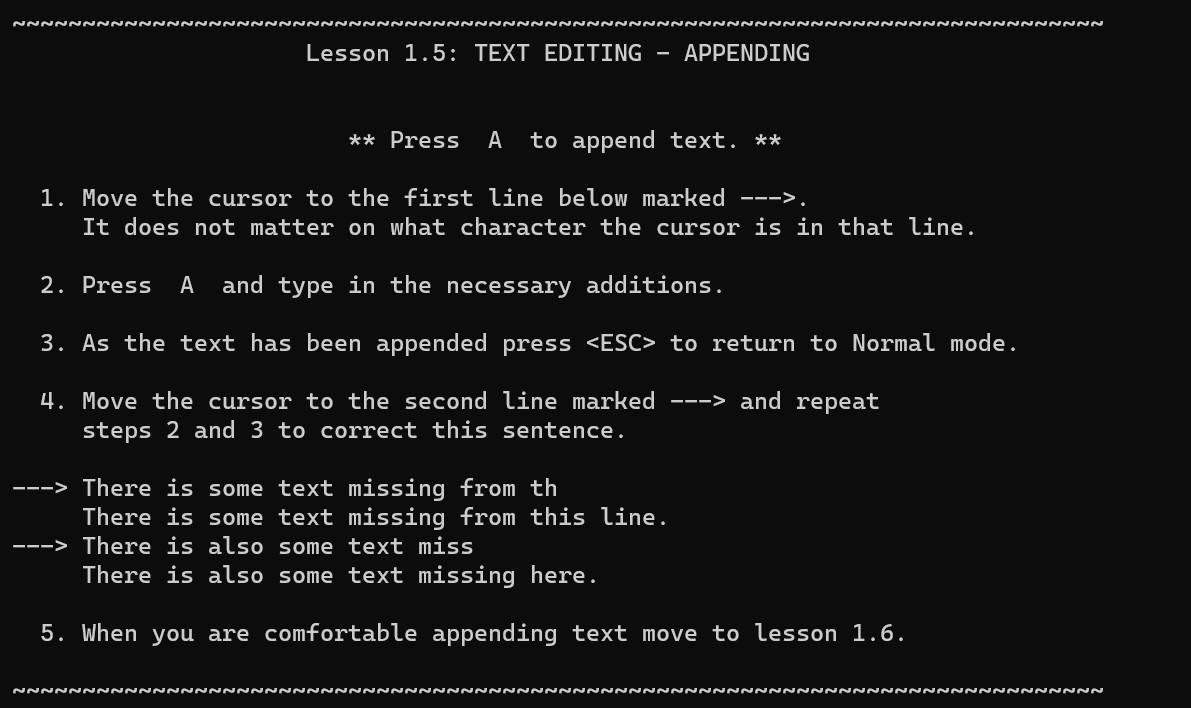 ~~~~~~~~~~~~~~~~~~~~~~~~~~~~~~~~~~~~~~~~~~~~~~~~~~~~~~~~~~~~~~~~~~~~~~~~~~~~~~
Lesson 1.5: TEXT EDITING - APPENDING
** Press  A  to append text. **
1. Move the cursor to the first line below marked --->.
It does not matter on what character the cursor is in that line.
2. Press  A  and type in the necessary additions.
3. As the text has been appended press <ESC> to return to Normal mode.
4. Move the cursor to the second line marked ---> and repeat
steps 2 and 3 to correct this sentence.
---> There is some text missing from th
There is some text missing from this line.
---> There is also some text miss
There is also some text missing here.
5. When you are comfortable appending text move to lesson 1.6.
~~~~~~~~~~~~~~~~~~~~~~~~~~~~~~~~~~~~~~~~~~~~~~~~~~~~~~~~~~~~~~~~~~~~~~~~~~~~~~